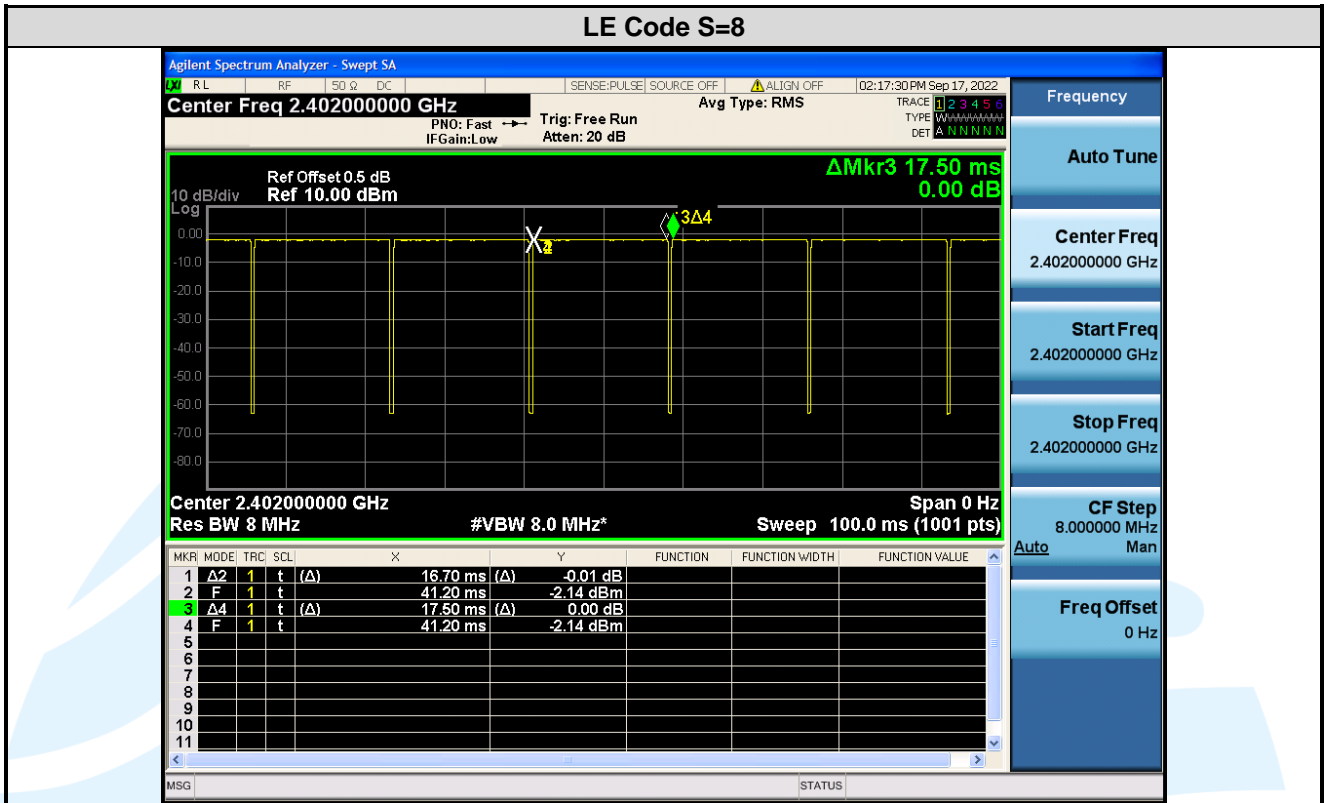 LE Code S=8
Agilent Spectrum Analyzer - Swept SA
LXI RL RF 50 Ω DC SENSE:PULSE SOURCE OFF ALIGN OFF 02:17:30 PM Sep 17, 2022
Center Freq 2.402000000 GHz
PNO: Fast
IFGain:Low
Trig: Free Run
Atten: 20 dB
Avg Type: RMS
TRACE 1 2 3 4 5 6
TYPE W
DET A N N N N N
Ref Offset 0.5 dB
10 dB/div Ref 10.00 dBm
Log
ΔMkr3 17.50 ms
0.00 dB
0.00
-10.0
-20.0
-30.0
-40.0
-50.0
-60.0
-70.0
-80.0
3Δ4
Center 2.402000000 GHz Span 0 Hz
Res BW 8 MHz #VBW 8.0 MHz* Sweep 100.0 ms (1001 pts)
MKR MODE TRC SCL X Y FUNCTION FUNCTION WIDTH FUNCTION VALUE
1 Δ2 1 t (Δ) 16.70 ms (Δ) -0.01 dB
2 F 1 t 41.20 ms -2.14 dBm
3 Δ4 1 t (Δ) 17.50 ms (Δ) 0.00 dB
4 F 1 t 41.20 ms -2.14 dBm
5
6
7
8
9
10
11
MSG STATUS
Frequency
Auto Tune
Center Freq
2.402000000 GHz
Start Freq
2.402000000 GHz
Stop Freq
2.402000000 GHz
CF Step
8.000000 MHz
Auto Man
Freq Offset
0 Hz